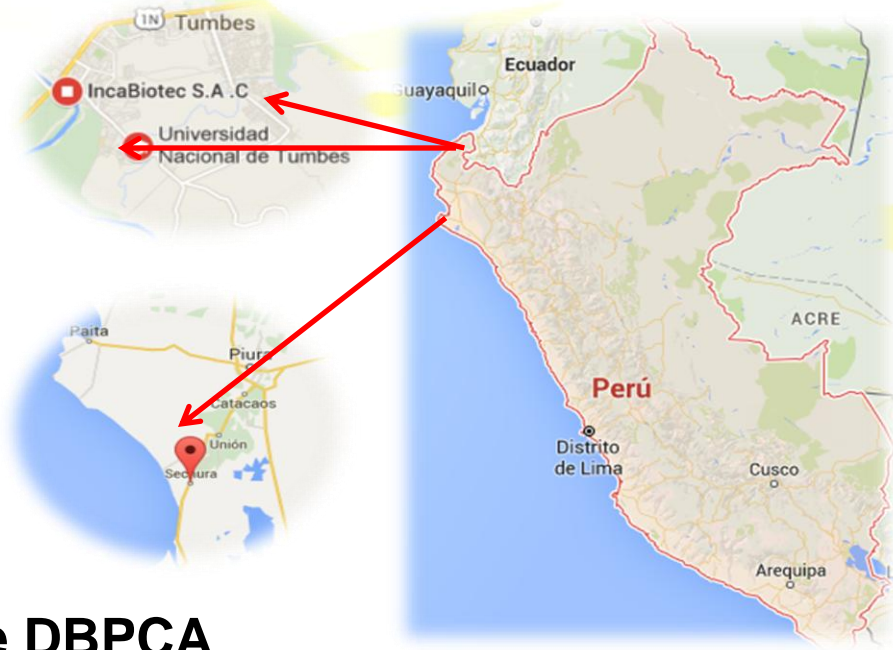 1N
Tumbes
IncaBiotec S.A .C
Universidad
Nacional de Tumbes
Ecuador
Guayaquil
ACRE
Perú
Distrito
de Lima
Cusco
Arequipa
Paita
Piura
Catacaos
Unión
Sechura
e DBPCA